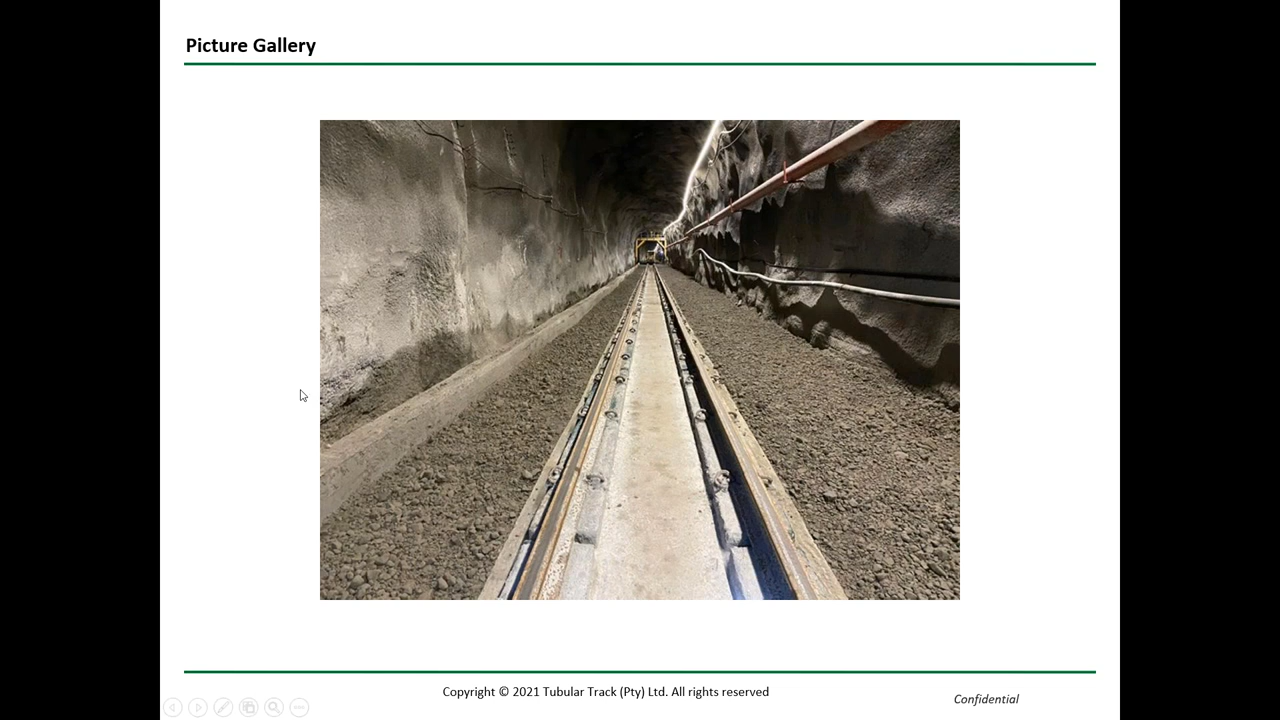 Picture Gallery
Copyright © 2021 Tubular Track (Pty) Ltd. All rights reserved
Confidential